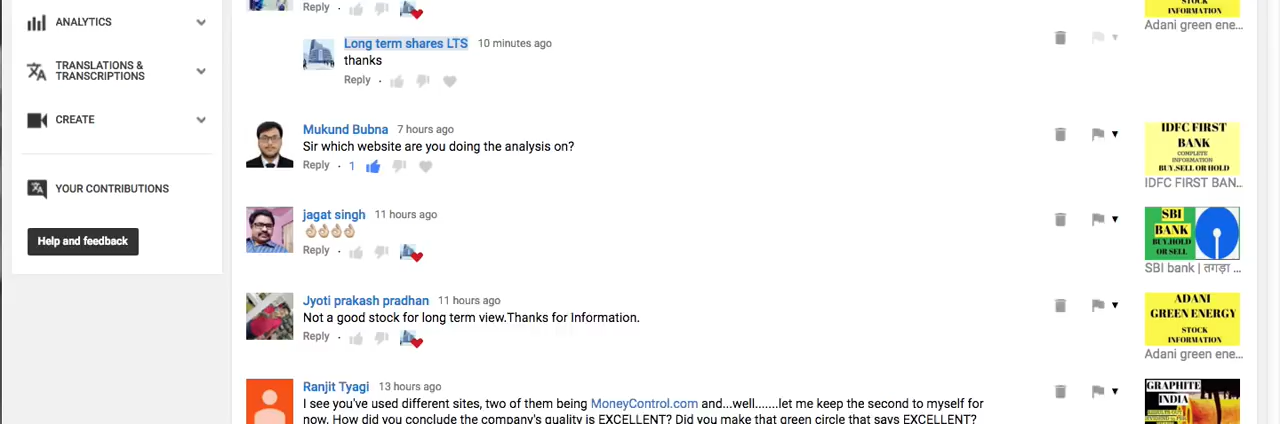 ANALYTICS
TRANSLATIONS &
TRANSCRIPTIONS
CREATE
YOUR CONTRIBUTIONS
Help and feedback
Reply ·
Long term shares LTS 10 minutes ago
thanks
Reply ·
Mukund Bubna 7 hours ago
Sir which website are you doing the analysis on?
Reply · 1
jagat singh 11 hours ago
👌🏼👌🏼👌🏼👌🏼
Reply ·
Jyoti prakash pradhan 11 hours ago
Not a good stock for long term view.Thanks for Information.
Reply ·
Ranjit Tyagi 13 hours ago
I see you've used different sites, two of them being MoneyControl.com and...well.......let me keep the second to myself for
now. How did you conclude the company's quality is EXCELLENT? Did you make that green circle that says EXCELLENT?
STOCK
INFORMATION
Adani green ene...
IDFC FIRST
BANK
COMPLETE
INFORMATION
BUY,SELL OR HOLD
IDFC FIRST BAN...
SBI
BANK
BUY,HOLD
OR SELL
SBI bank | तगड़ा ...
ADANI
GREEN ENERGY
STOCK
INFORMATION
Adani green ene...
GRAPHITE
INDIA